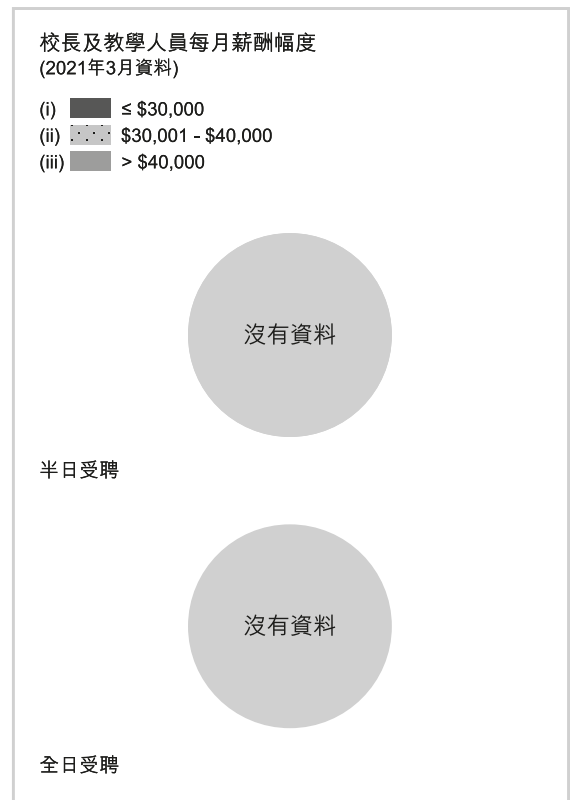 校長及教學人員每月薪酬幅度
(2021年3月資料)
(i) ≤ $30,000
(ii) $30,001 - $40,000
(iii) > $40,000
沒有資料
半日受聘
沒有資料
全日受聘